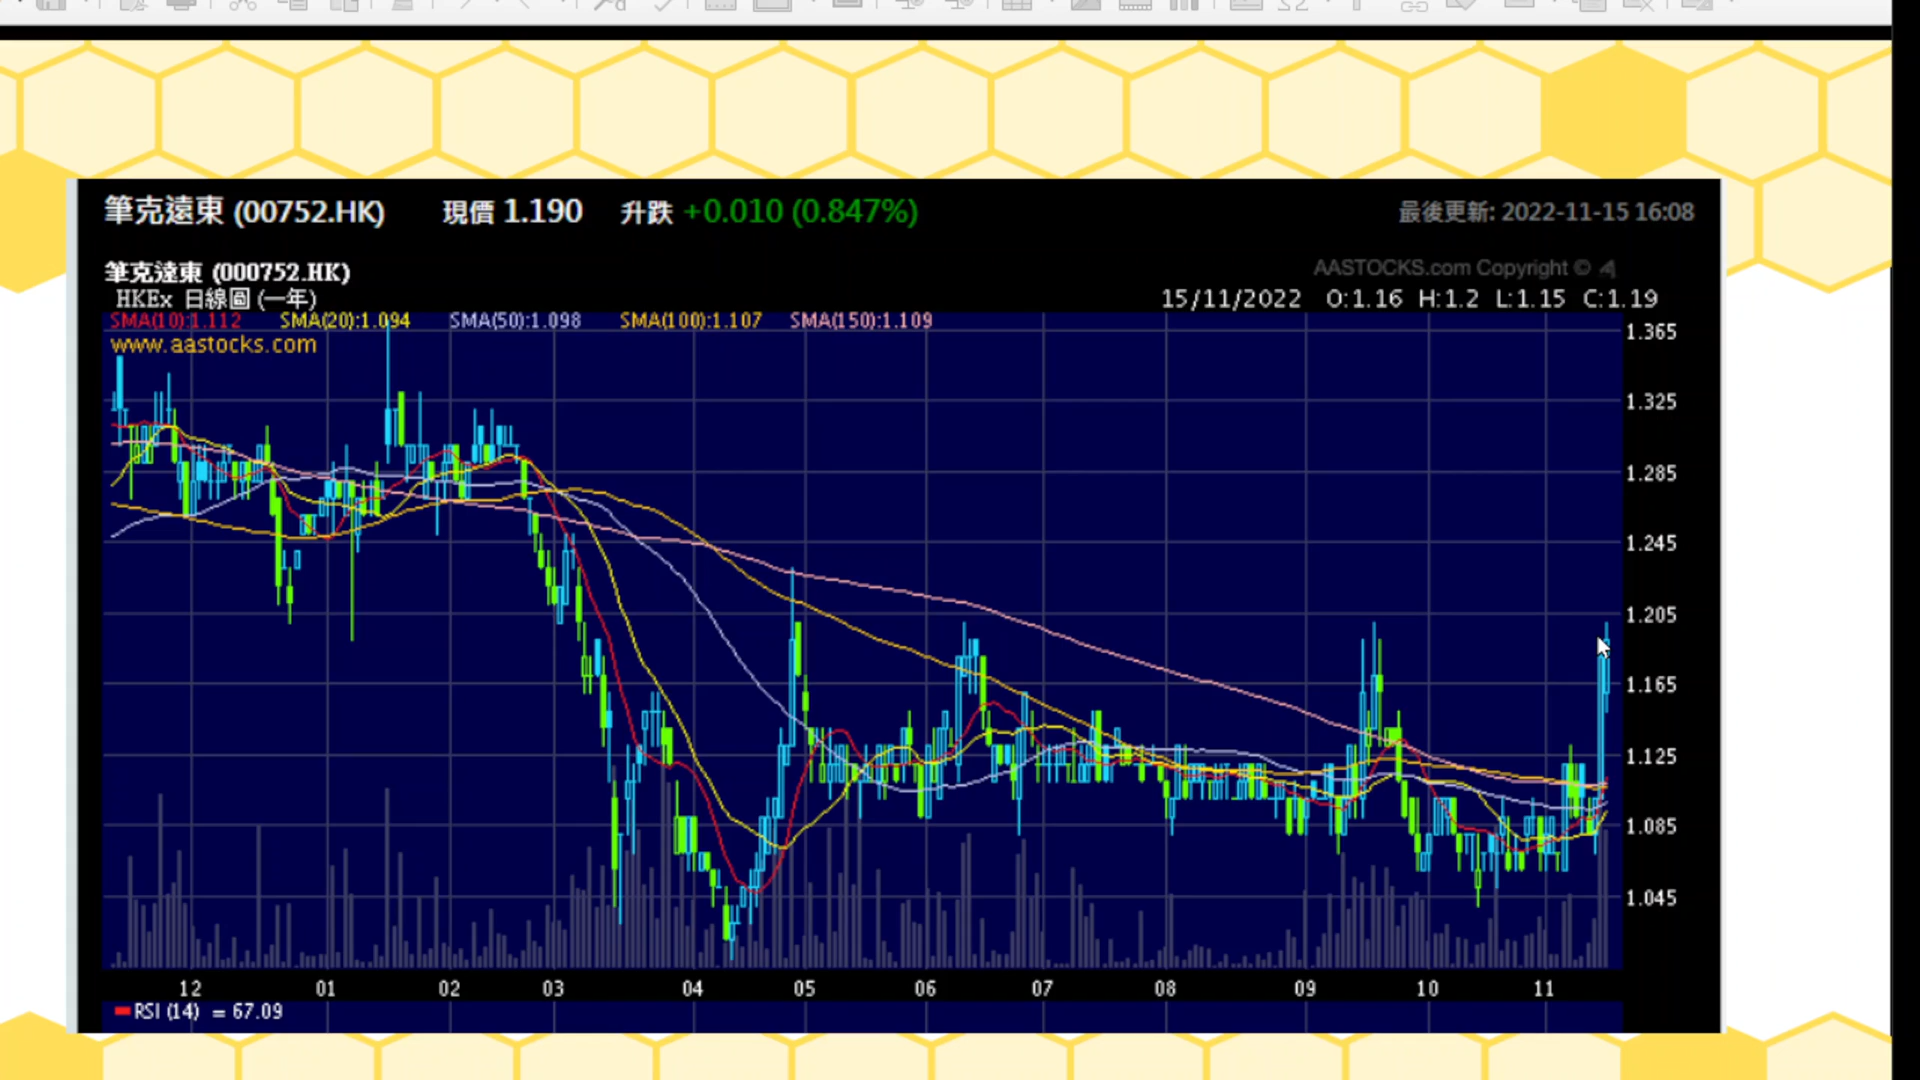 筆克遠東 (00752.HK) 現價 1.190 升跌 +0.010 (0.847%) 最後更新: 2022-11-15 16:08
AASTOCKS.com Copyright ©
筆克遠東 (000752.HK)
HKEx 日線圖 (一年) 15/11/2022 O:1.16 H:1.2 L:1.15 C:1.19
SMA(10):1.112 SMA(20):1.094 SMA(50):1.098 SMA(100):1.107 SMA(150):1.109
www.aastocks.com
1.365
1.325
1.285
1.245
1.205
1.165
1.125
1.085
1.045
12 01 02 03 04 05 06 07 08 09 10 11
RSI (14) = 67.09